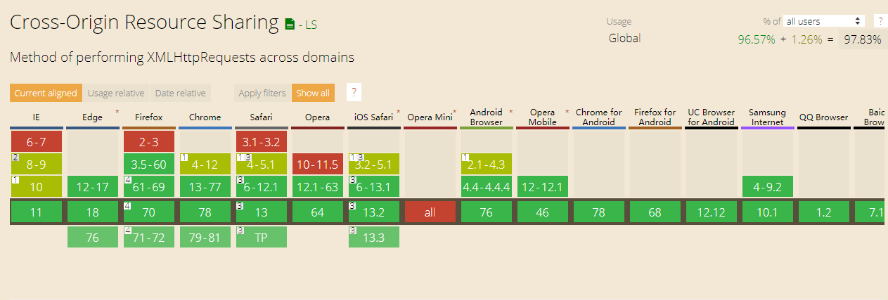 Cross-Origin Resource Sharing - LS
Usage % of all users ?
Global 96.57% + 1.26% = 97.83%
Method of performing XMLHttpRequests across domains
Current aligned Usage relative Date relative Apply filters Show all ?
IE Edge * Firefox Chrome Safari Opera iOS Safari * Opera Mini * Android Browser * Opera Mobile * Chrome for Android Firefox for Android UC Browser for Android Samsung Internet QQ Browser Baic Brow
6-7 2-3 3.1-3.2
2 8-9 3.5-60 1 4-12 1 3 4-5.1 10-11.5 1 3 3.2-5.1 1 2.1-4.3
1 10 12-17 4 61-69 13-77 3 6-12.1 12.1-63 3 6-13.1 4.4-4.4.4 12-12.1 4-9.2
11 18 4 70 78 3 13 64 3 13.2 all 76 46 78 68 12.12 10.1 1.2 7.1
76 4 71-72 79-81 3 TP 3 13.3